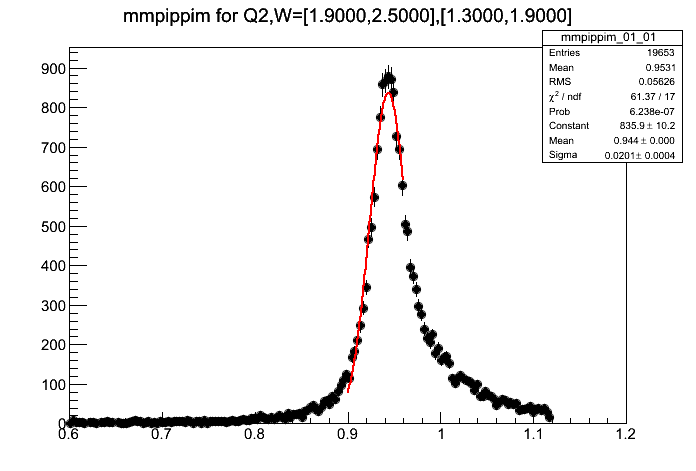 mmpippim for Q2,W=[1.9000,2.5000],[1.3000,1.9000]
mmpippim_01_01
Entries 19653
Mean 0.9531
RMS 0.05626
χ² / ndf 61.37 / 17
Prob 6.238e-07
Constant 835.9 ± 10.2
Mean 0.944 ± 0.000
Sigma 0.0201 ± 0.0004
900
800
700
600
500
400
300
200
100
0
0.6 0.7 0.8 0.9 1 1.1 1.2